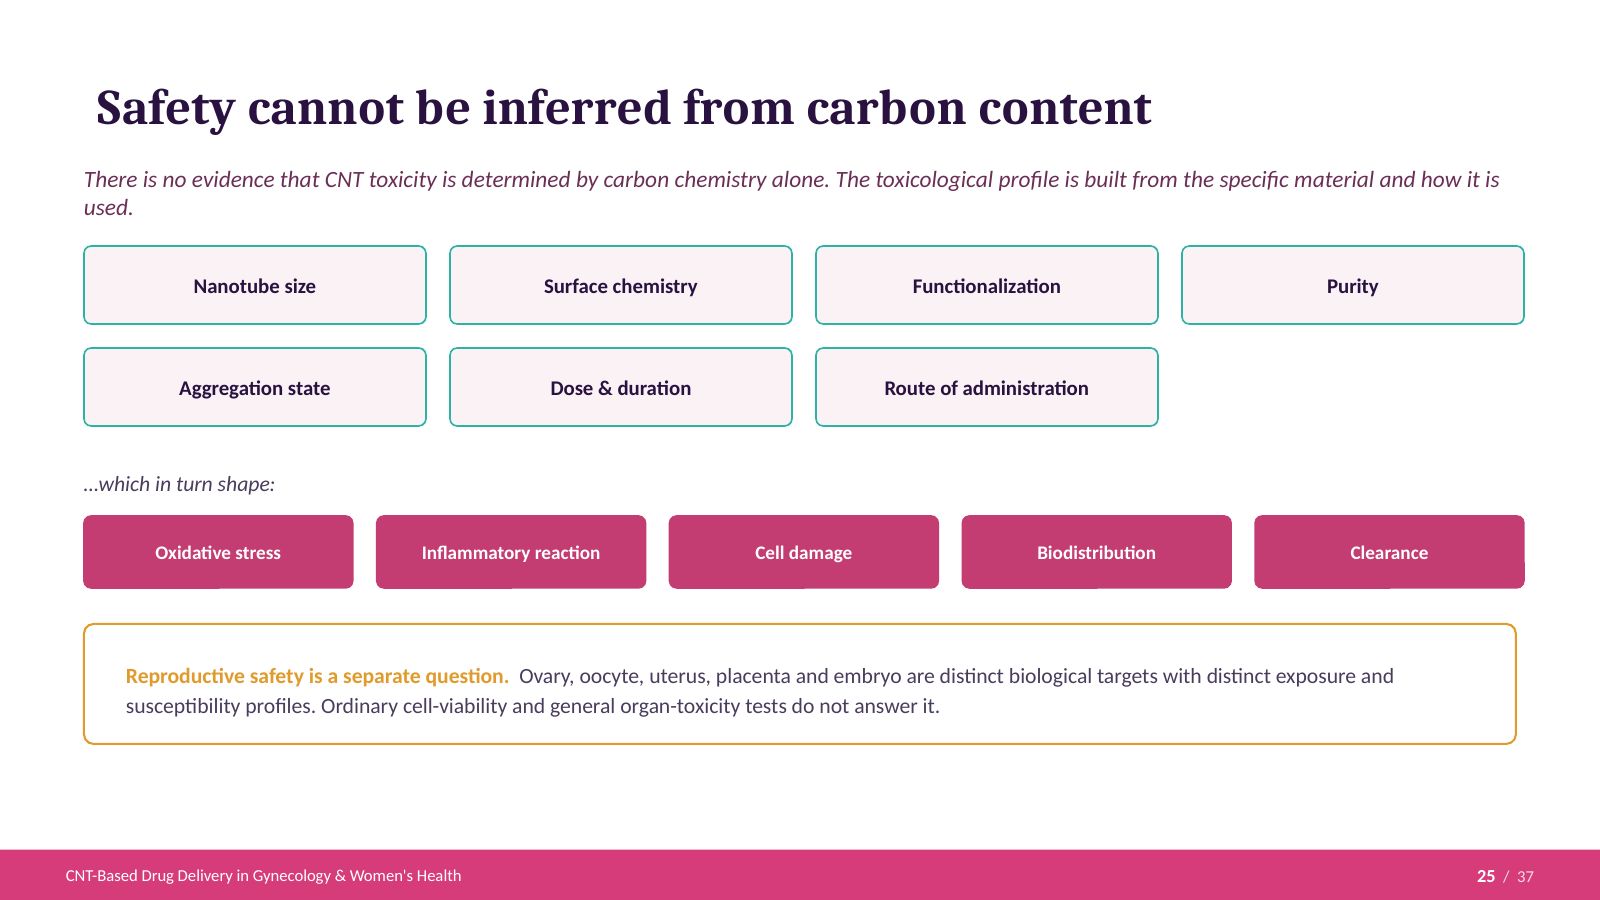 Safety cannot be inferred from carbon content
There is no evidence that CNT toxicity is determined by carbon chemistry alone. The toxicological profile is built from the specific material and how it is
used.
Nanotube size
Surface chemistry
Functionalization
Purity
Aggregation state
Dose & duration
Route of administration
...which in turn shape:
Oxidative stress
Inflammatory reaction
Cell damage
Biodistribution
Clearance
Reproductive safety is a separate question. Ovary, oocyte, uterus, placenta and embryo are distinct biological targets with distinct exposure and
susceptibility profiles. Ordinary cell-viability and general organ-toxicity tests do not answer it.
CNT-Based Drug Delivery in Gynecology & Women's Health
25 / 37